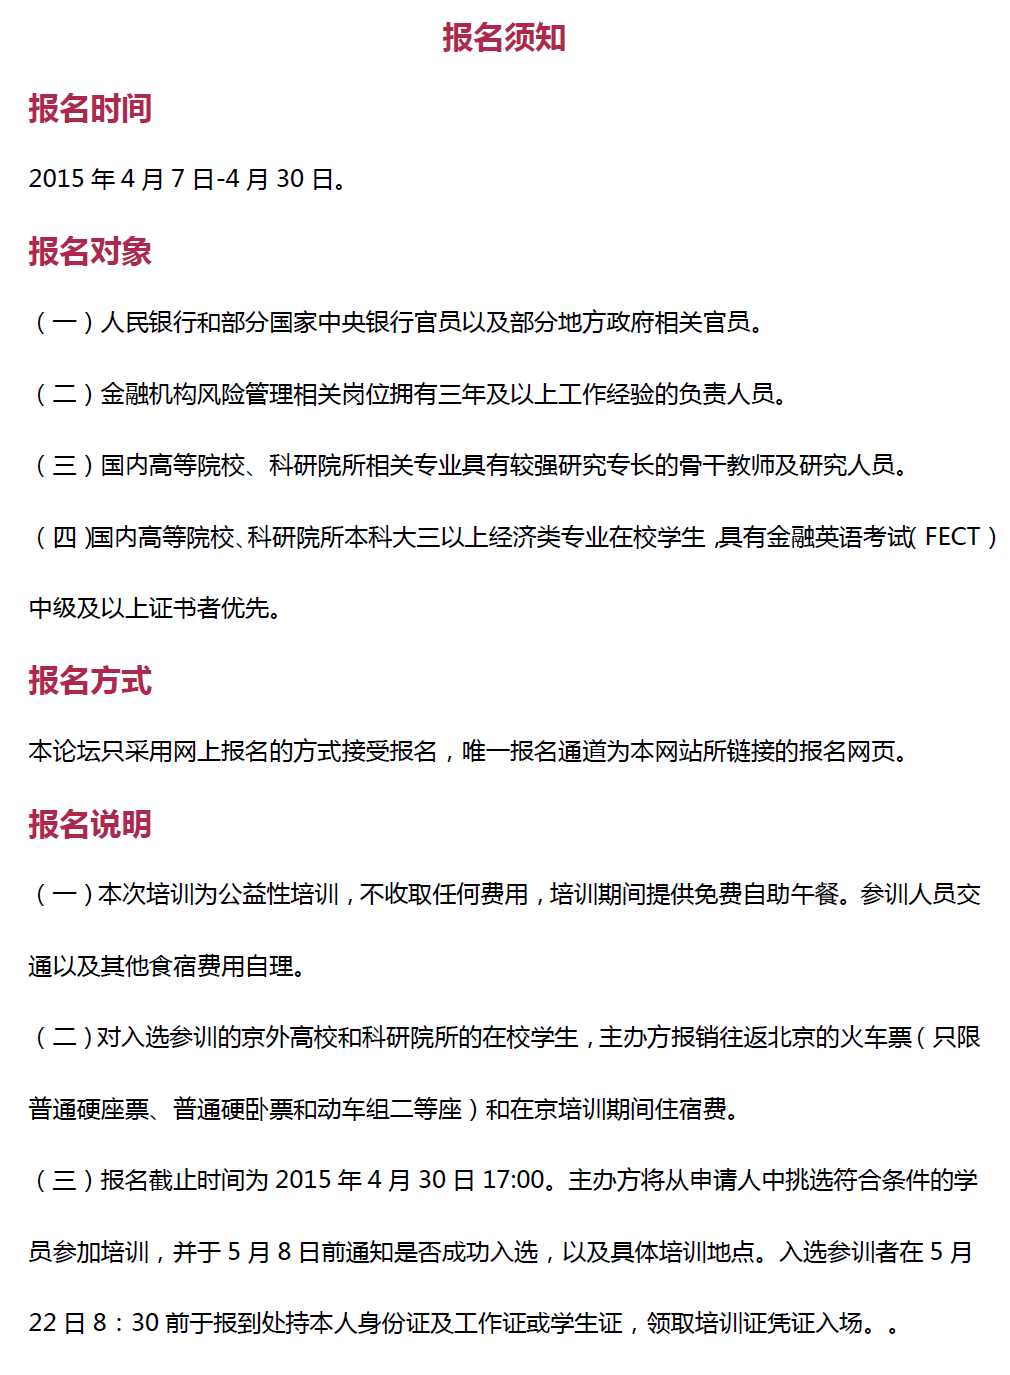 报名须知
报名时间
2015 年 4 月 7 日-4 月 30 日。
报名对象
（一）人民银行和部分国家中央银行官员以及部分地方政府相关官员。
（二）金融机构风险管理相关岗位拥有三年及以上工作经验的负责人员。
（三）国内高等院校、科研院所相关专业具有较强研究专长的骨干教师及研究人员。
（四）国内高等院校、科研院所本科大三以上经济类专业在校学生，具有金融英语考试（FECT）
中级及以上证书者优先。
报名方式
本论坛只采用网上报名的方式接受报名，唯一报名通道为本网站所链接的报名网页。
报名说明
（一）本次培训为公益性培训，不收取任何费用，培训期间提供免费自助午餐。参训人员交
通以及其他食宿费用自理。
（二）对入选参训的京外高校和科研院所的在校学生，主办方报销往返北京的火车票（只限
普通硬座票、普通硬卧票和动车组二等座）和在京培训期间住宿费。
（三）报名截止时间为 2015 年 4 月 30 日 17:00。主办方将从申请人中挑选符合条件的学
员参加培训，并于 5 月 8 日前通知是否成功入选，以及具体培训地点。入选参训者在 5 月
22 日 8：30 前于报到处持本人身份证及工作证或学生证，领取培训证凭证入场。。